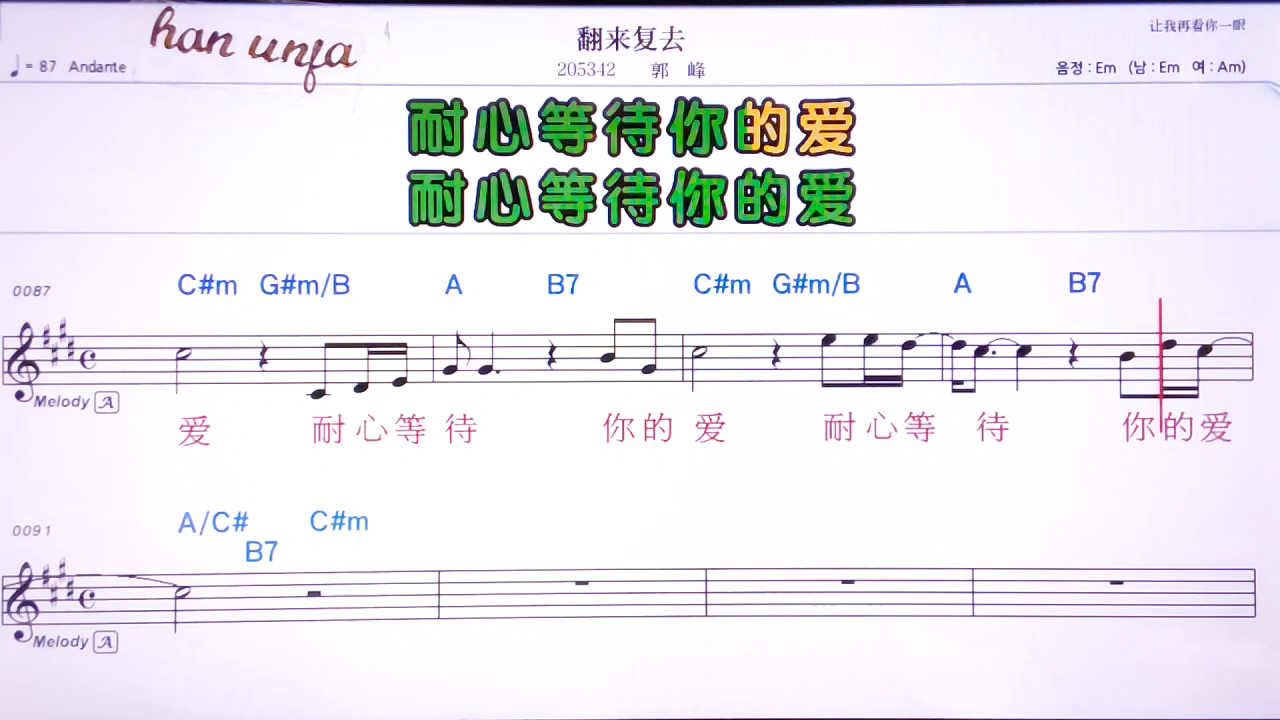 han unfa
翻来复去
让我再看你一眼
♩= 87 Andante
205342 郭 峰
음정 : Em (남 : Em 여 : Am)
耐心等待你的爱
耐心等待你的爱
C#m G#m/B A B7 C#m G#m/B A B7
0087
Melody A
爱 耐心等 待 你的 爱 耐心等 待 你的爱
0091
A/C# C#m
B7
Melody A